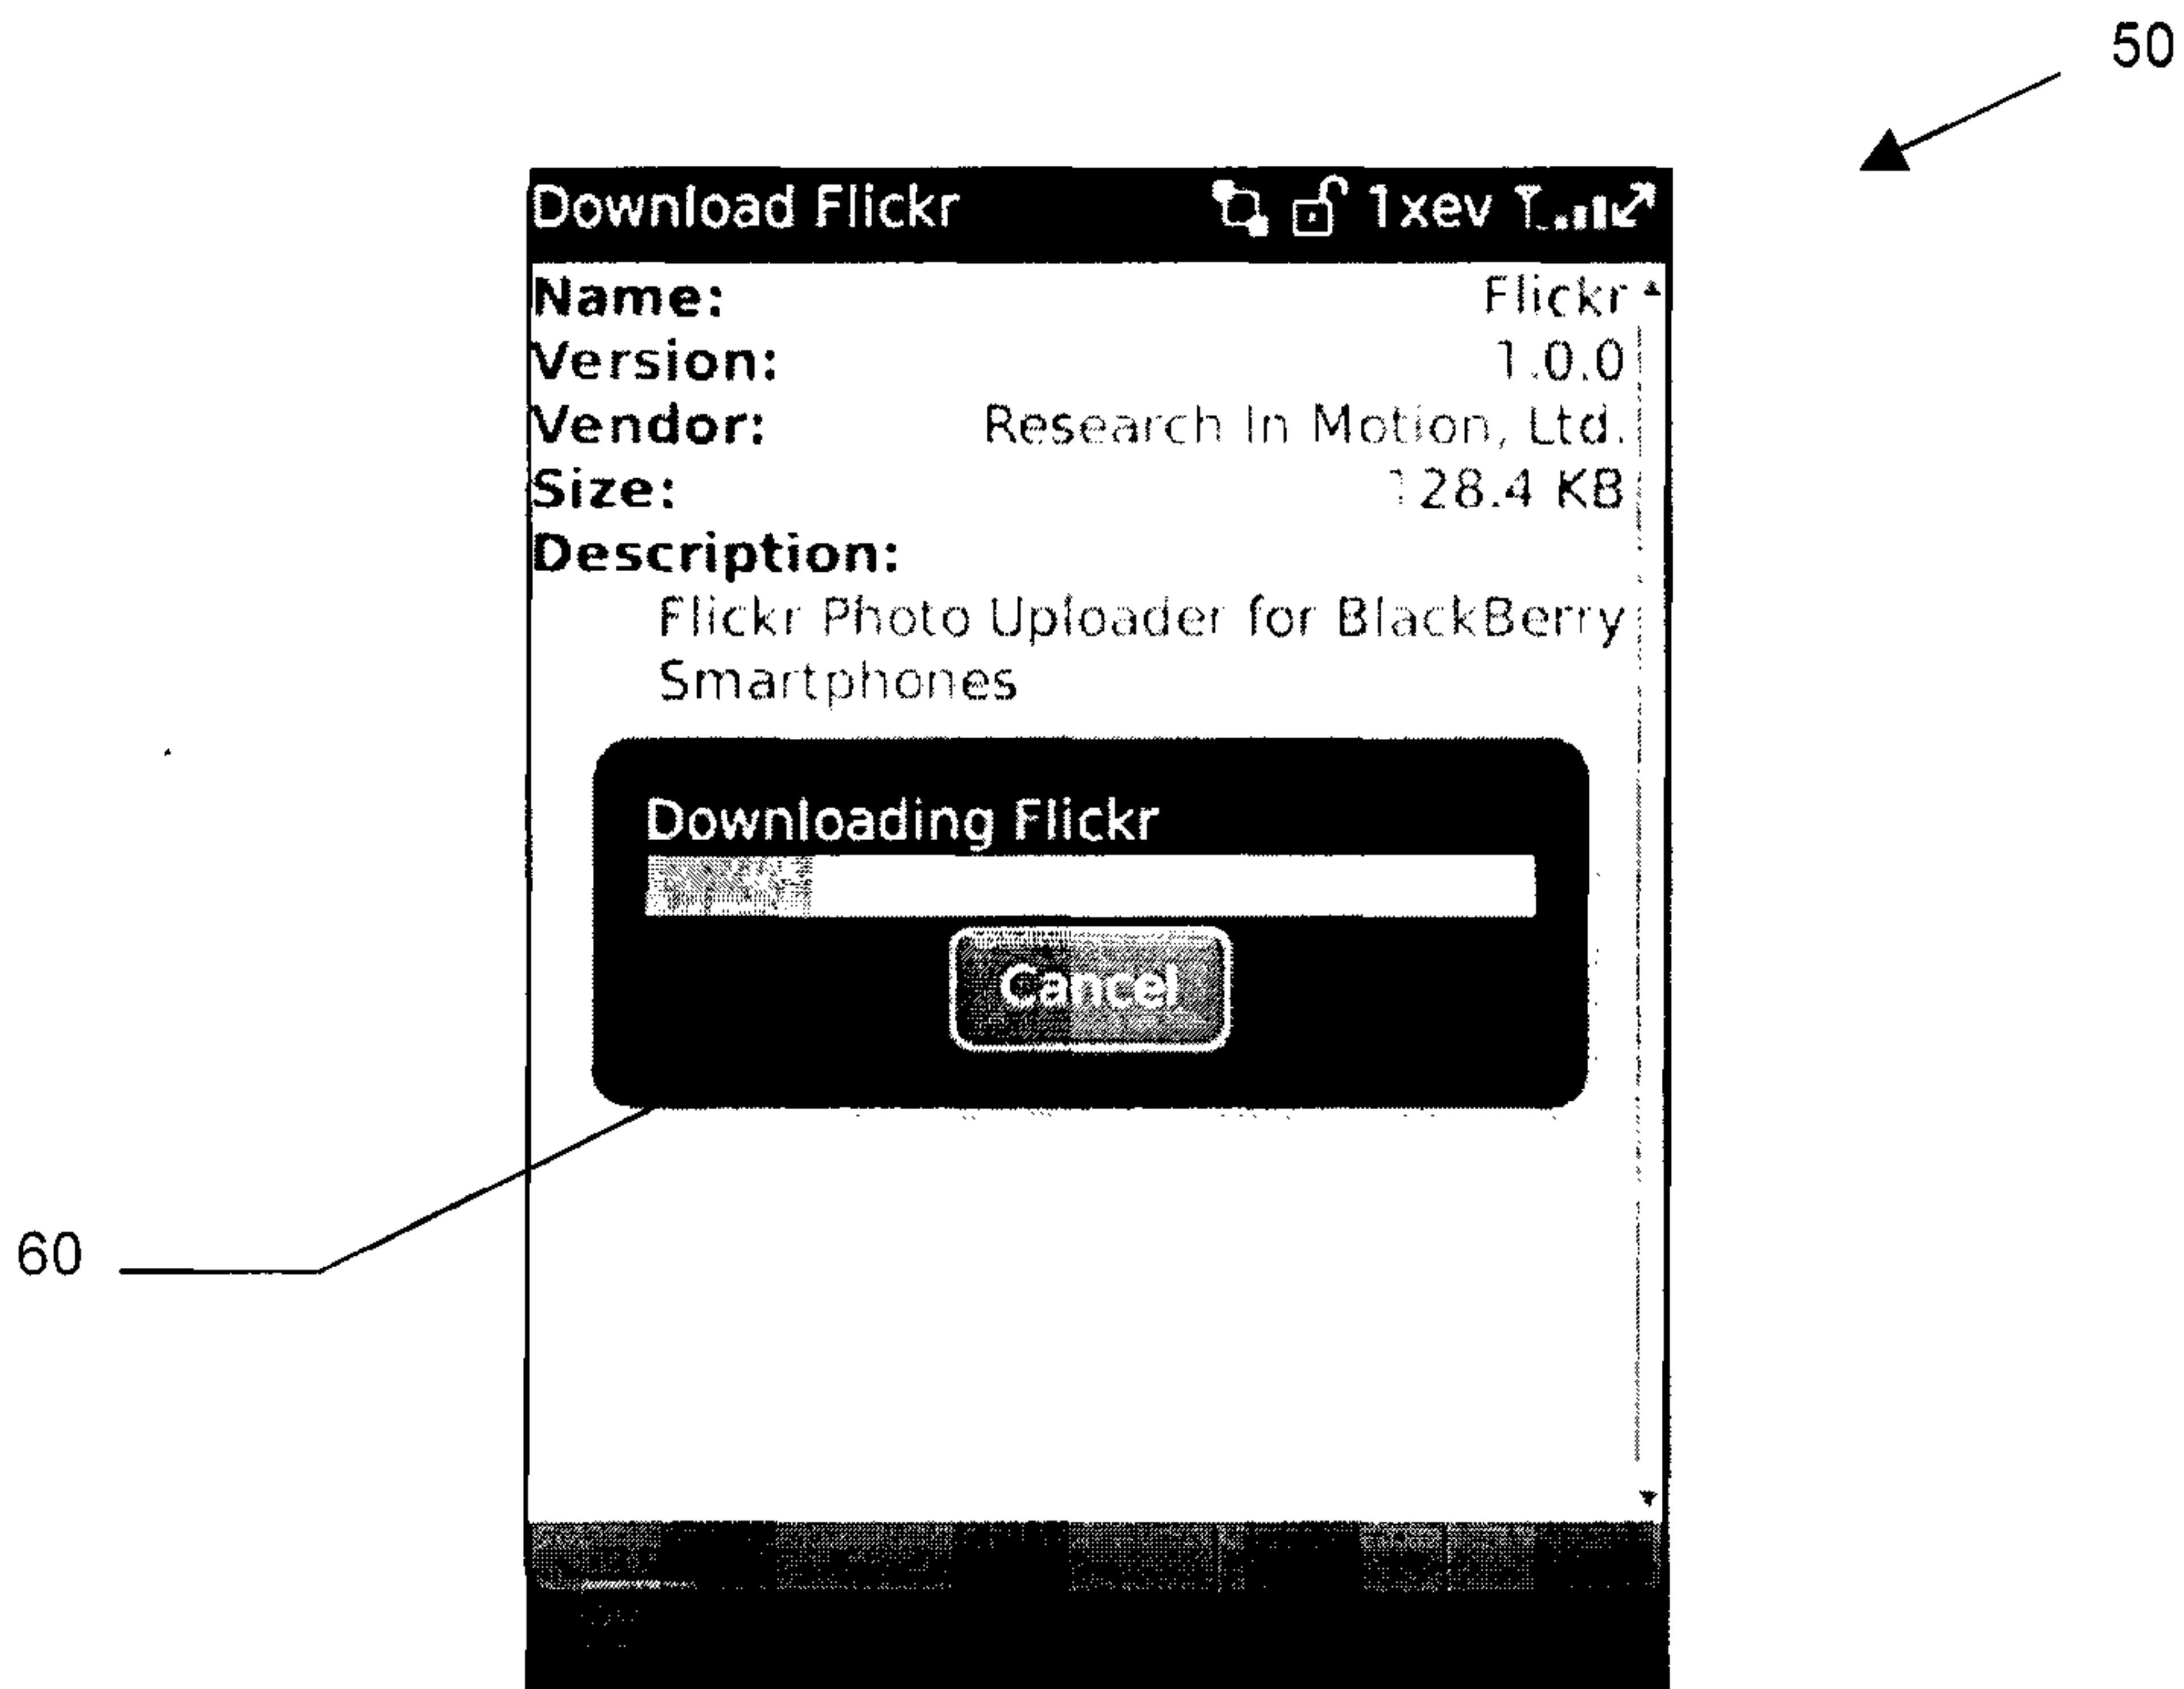 50
Download Flickr 1xev
Name: Flickr
Version: 1.0.0
Vendor: Research In Motion, Ltd.
Size: 128.4 KB
Description:
Flickr Photo Uploader for BlackBerry
Smartphones
Downloading Flickr
Cancel
60